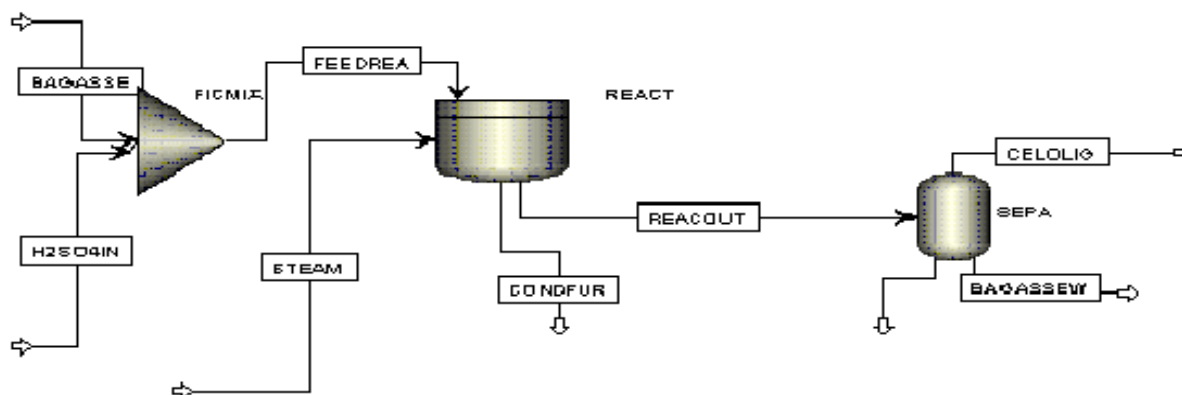 BAGASSE
FICMIX
FEEDREA
REACT
H2SO4IN
STEAM
CONDFUR
REACOUT
CELOLIG
SEPA
BAGASSEW